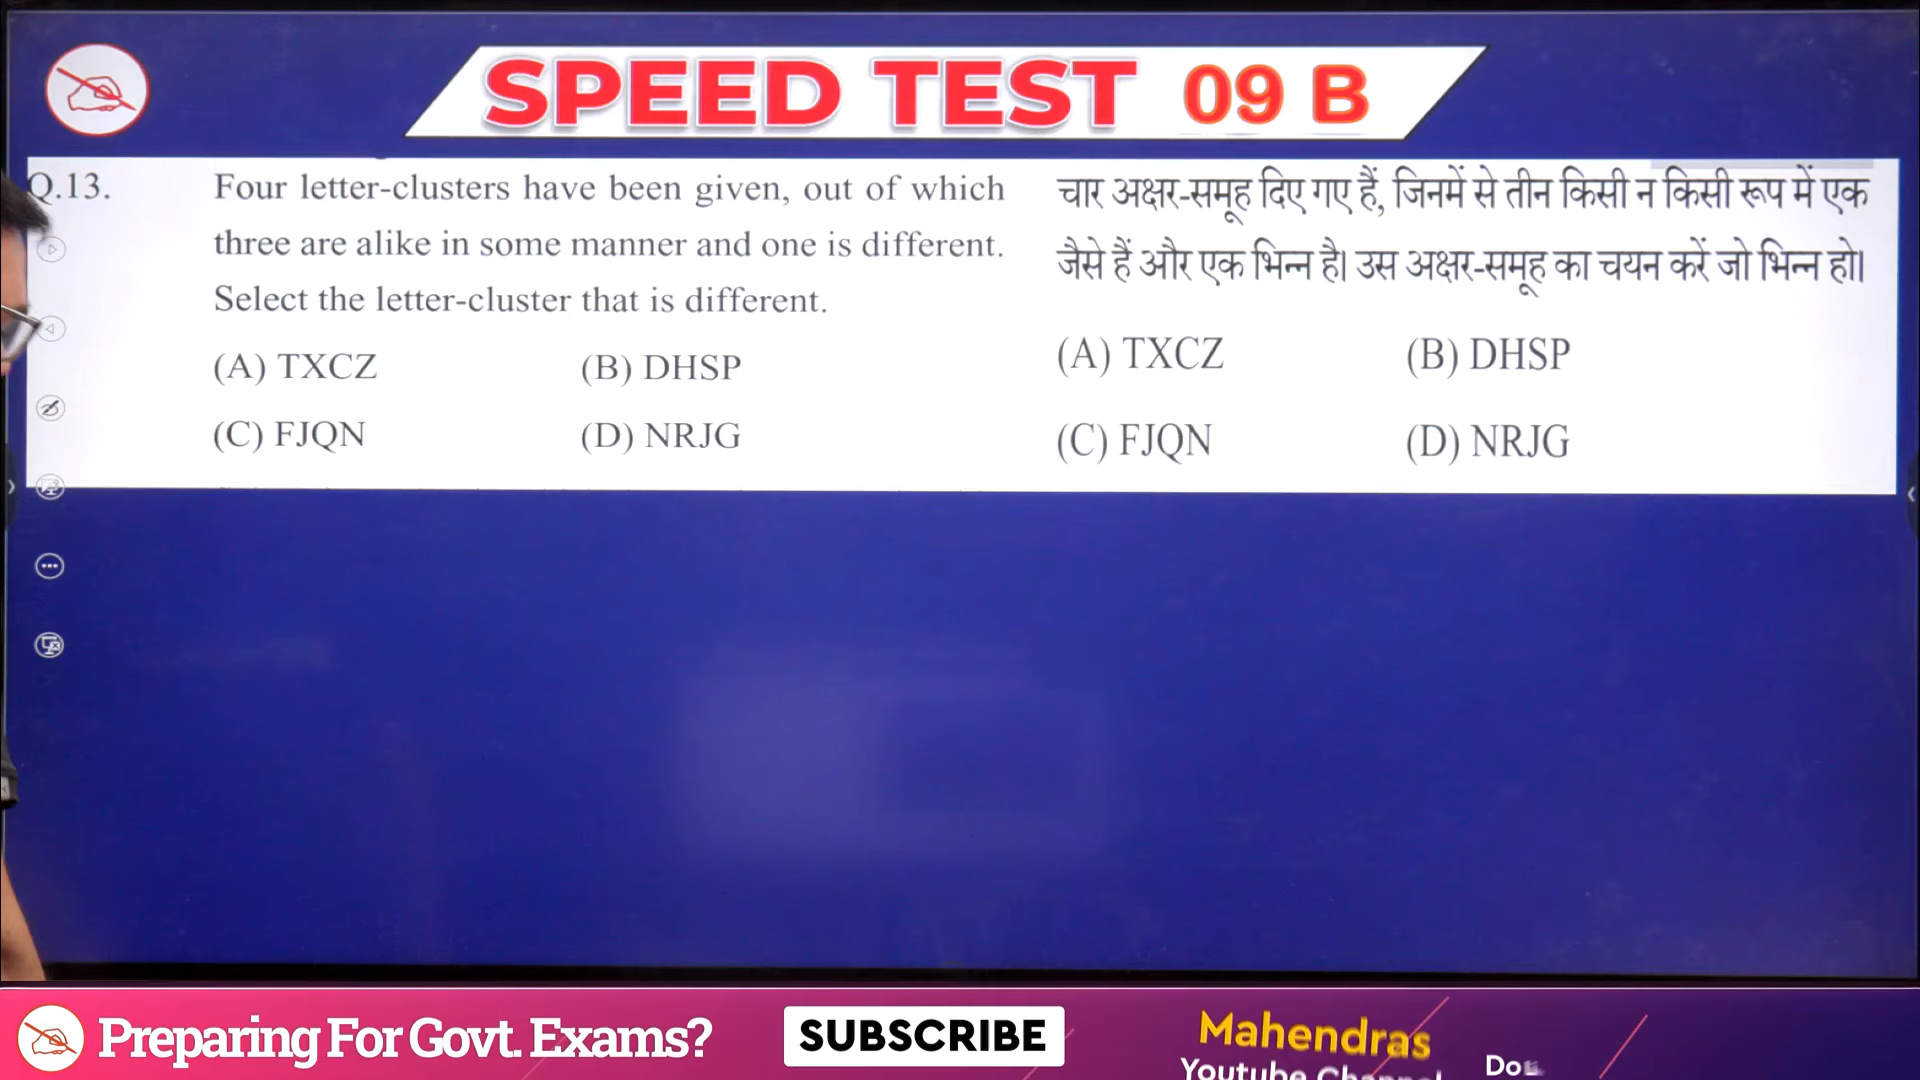 SPEED TEST 09 B
Q.13.
Four letter-clusters have been given, out of which
three are alike in some manner and one is different.
Select the letter-cluster that is different.
(A) TXCZ (B) DHSP
(C) FJQN (D) NRJG
चार अक्षर-समूह दिए गए हैं, जिनमें से तीन किसी न किसी रूप में एक
जैसे हैं और एक भिन्न है। उस अक्षर-समूह का चयन करें जो भिन्न हो।
(A) TXCZ (B) DHSP
(C) FJQN (D) NRJG
Preparing For Govt. Exams?
SUBSCRIBE
Mahendras
Youtube